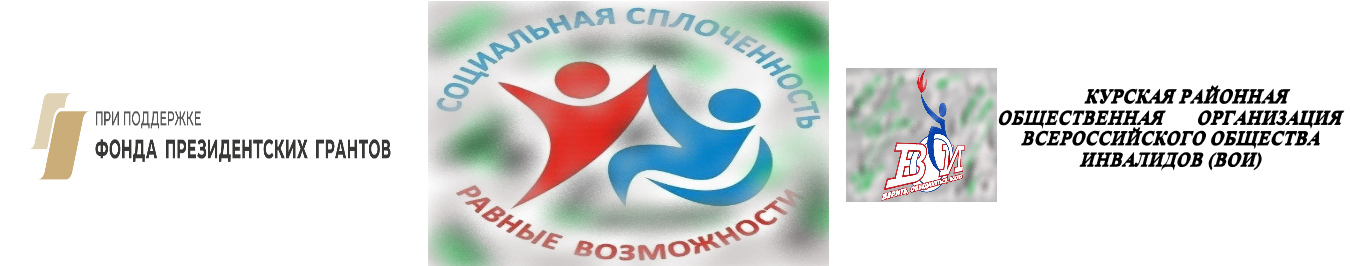 ПРИ ПОДДЕРЖКЕ
ФОНДА ПРЕЗИДЕНТСКИХ ГРАНТОВ
СОЦИАЛЬНАЯ СПЛОЧЕННОСТЬ
РАВНЫЕ ВОЗМОЖНОСТИ
ВОИ
КУРСКАЯ РАЙОННАЯ
ОБЩЕСТВЕННАЯ ОРГАНИЗАЦИЯ
ВСЕРОССИЙСКОГО ОБЩЕСТВА
ИНВАЛИДОВ (ВОИ)